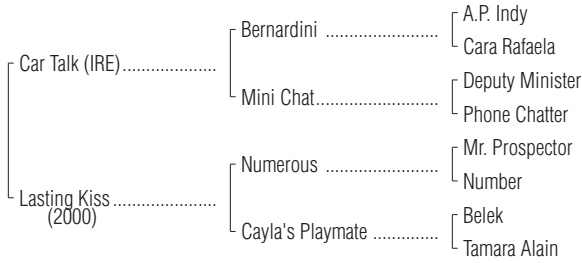 A.P. Indy
Bernardini ........................
Cara Rafaela
Car Talk (IRE)....................
Deputy Minister
Mini Chat..........................
Phone Chatter
Mr. Prospector
Numerous ........................
Number
Lasting Kiss ......................
(2000)
Belek
Cayla's Playmate ..............
Tamara Alain